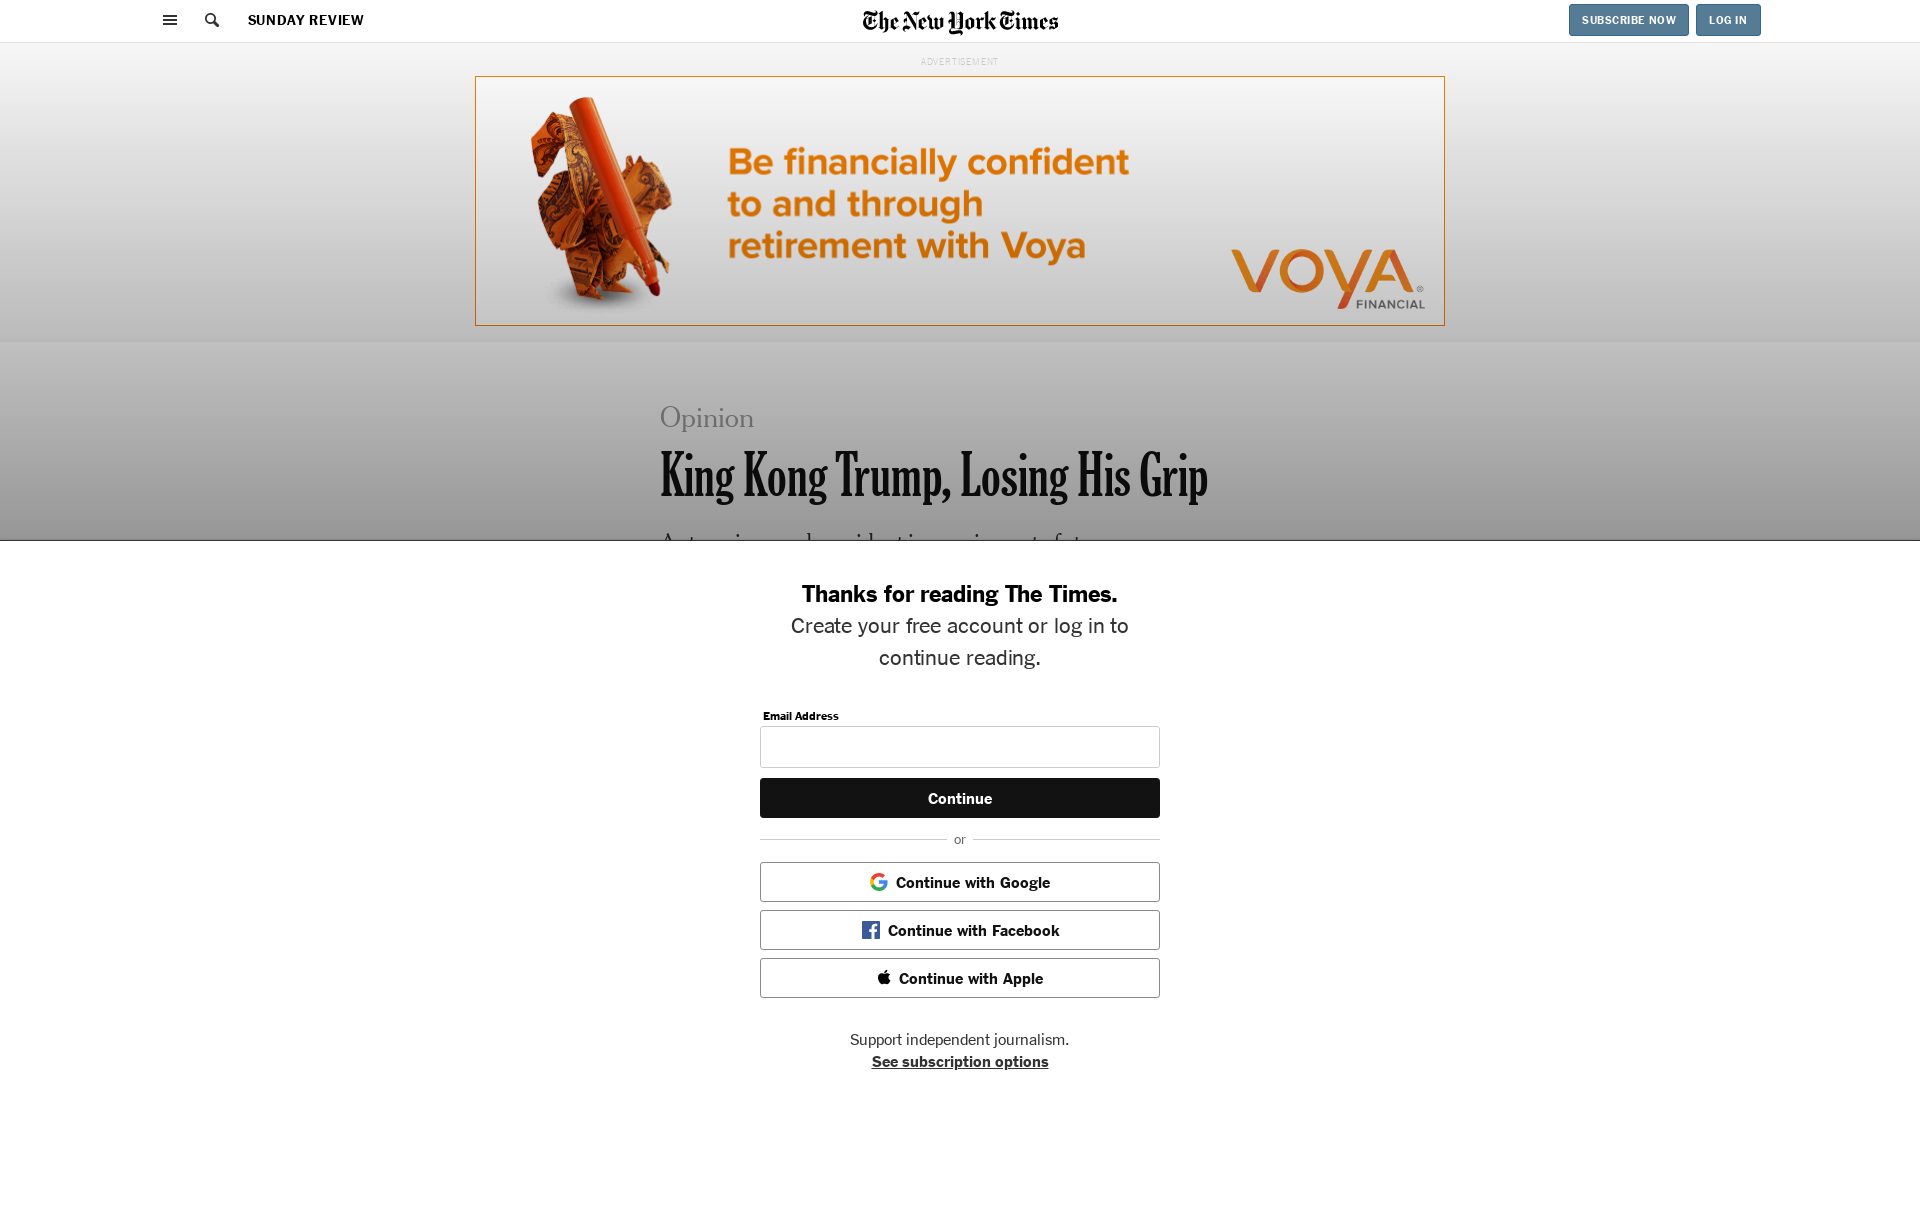 SUNDAY REVIEW
The New York Times
SUBSCRIBE NOW
LOG IN
ADVERTISEMENT
Be financially confident
to and through
retirement with Voya
VOYA®
FINANCIAL
Opinion
King Kong Trump, Losing His Grip
Thanks for reading The Times.
Create your free account or log in to
continue reading.
Email Address
Continue
or
Continue with Google
Continue with Facebook
Continue with Apple
Support independent journalism.
See subscription options